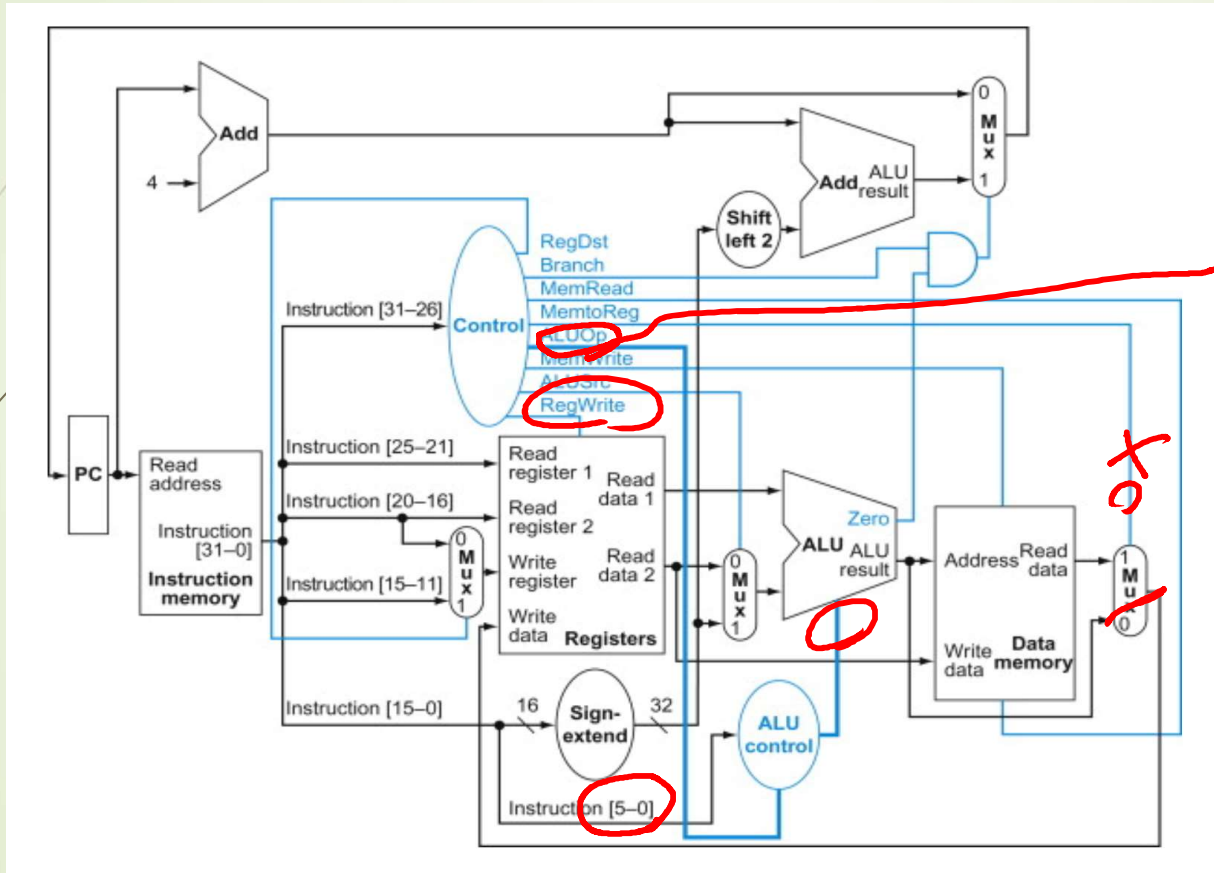 0
M
u
x
1
Add
4
Add ALU
result
Shift
left 2
RegDst
Branch
MemRead
MemtoReg
ALUOp
MemWrite
ALUSrc
RegWrite
Control
Instruction [31–26]
Instruction [25–21]
Instruction [20–16]
Instruction [15–11]
Instruction [15–0]
PC
Read
address
Instruction
[31–0]
Instruction
memory
0
M
u
x
1
Read
register 1
Read
register 2
Write
register
Write
data
Read
data 1
Read
data 2
Registers
16
Sign-
extend
32
Instruction [5–0]
0
M
u
x
1
Zero
ALU ALU
result
ALU
control
Address
Read
data
Write
data
Data
memory
X
0
1
M
u
x
0